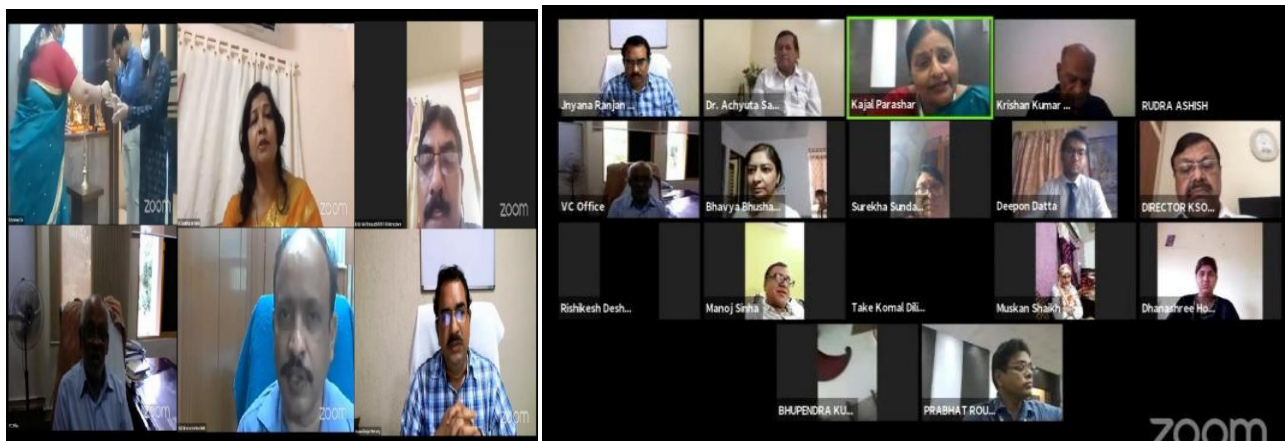 zoom
zoom
zoom
zoom
zoom
zoom
Jnyana Ranjan ...
Dr. Achyuta Sa...
Kajal Parashar
Krishan Kumar ...
RUDRA ASHISH
VC Office
Bhavya Bhusha...
Surekha Sunda...
Deepon Datta
DIRECTOR KSO...
Rishikesh Desh...
Manoj Sinha
Take Komal Dili...
Muskan Shaikh
Dhanashree Ho...
BHUPENDRA KU...
PRABHAT ROU...
zoom